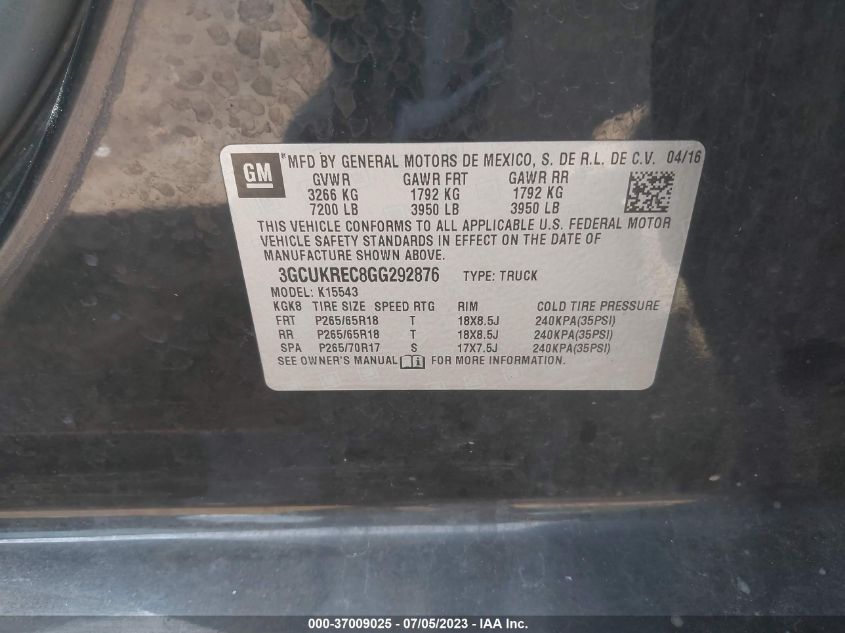 GM
MFD BY GENERAL MOTORS DE MEXICO, S. DE R.L. DE C.V. 04/16
GVWR GAWR FRT GAWR RR
3266 KG 1792 KG 1792 KG
7200 LB 3950 LB 3950 LB
THIS VEHICLE CONFORMS TO ALL APPLICABLE U.S. FEDERAL MOTOR
VEHICLE SAFETY STANDARDS IN EFFECT ON THE DATE OF
MANUFACTURE SHOWN ABOVE.
3GCUKREC8GG292876 TYPE: TRUCK
MODEL: K15543
KGK8 TIRE SIZE SPEED RTG RIM COLD TIRE PRESSURE
FRT P265/65R18 T 18X8.5J 240KPA(35PSI)
RR P265/65R18 T 18X8.5J 240KPA(35PSI)
SPA P265/70R17 S 17X7.5J 240KPA(35PSI)
SEE OWNER'S MANUAL FOR MORE INFORMATION.
000-37009025 - 07/05/2023 - IAA Inc.